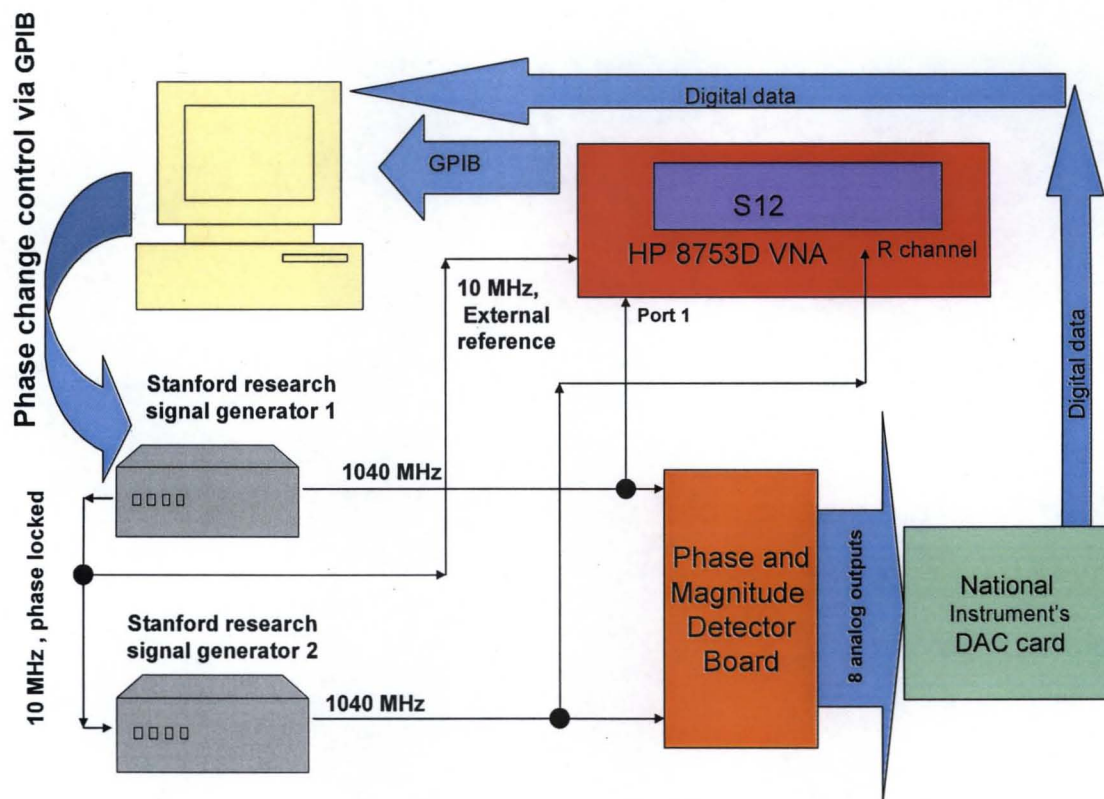 Phase change control via GPIB
Digital data
GPIB
S12
HP 8753D VNA
R channel
10 MHz,
External
reference
Port 1
Digital data
Stanford research
signal generator 1
1040 MHz
10 MHz , phase locked
Phase and
Magnitude
Detector
Board
8 analog outputs
National
Instrument's
DAC card
Stanford research
signal generator 2
1040 MHz